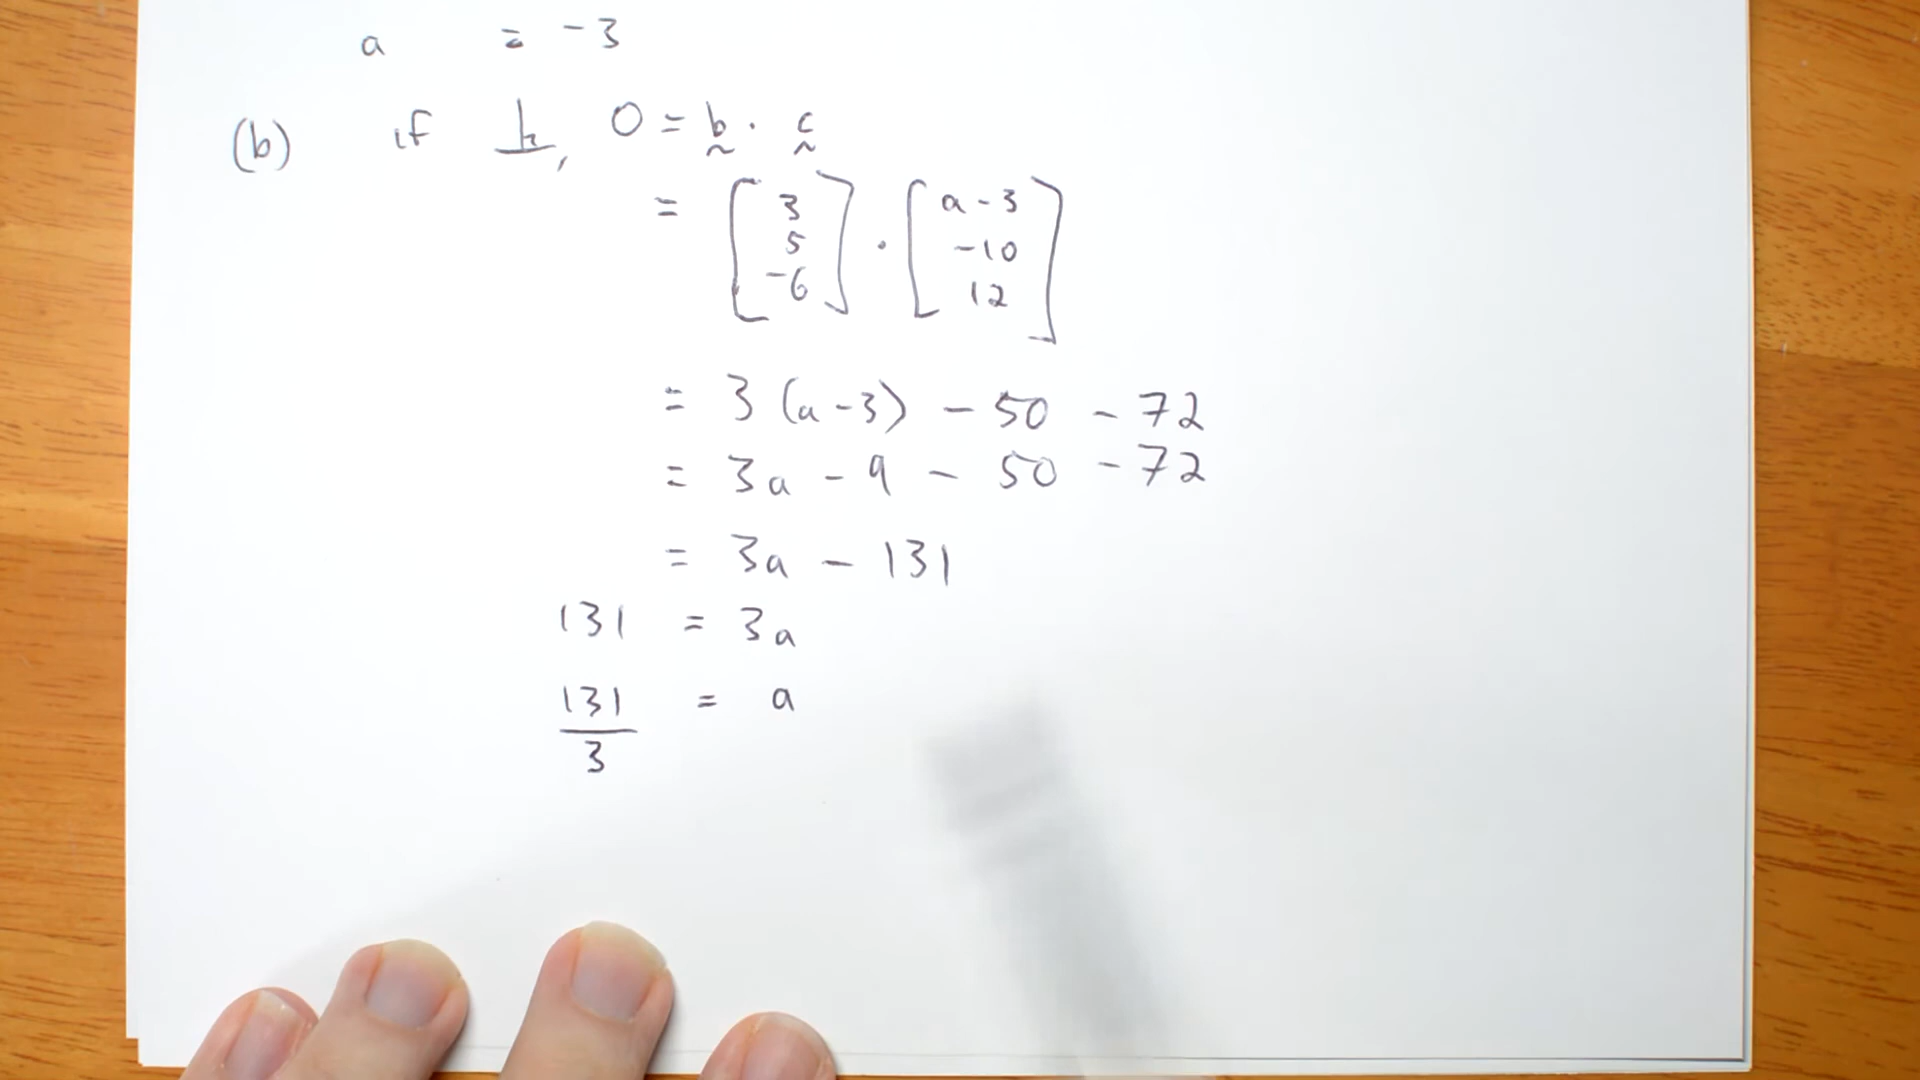 a = -3
(b) if ⊥r, 0 = b · c
= [3 5 -6] · [a - 3 -10 12]
= 3 (a - 3) - 50 - 72
= 3a - 9 - 50 - 72
= 3a - 131
131 = 3a
131/3 = a